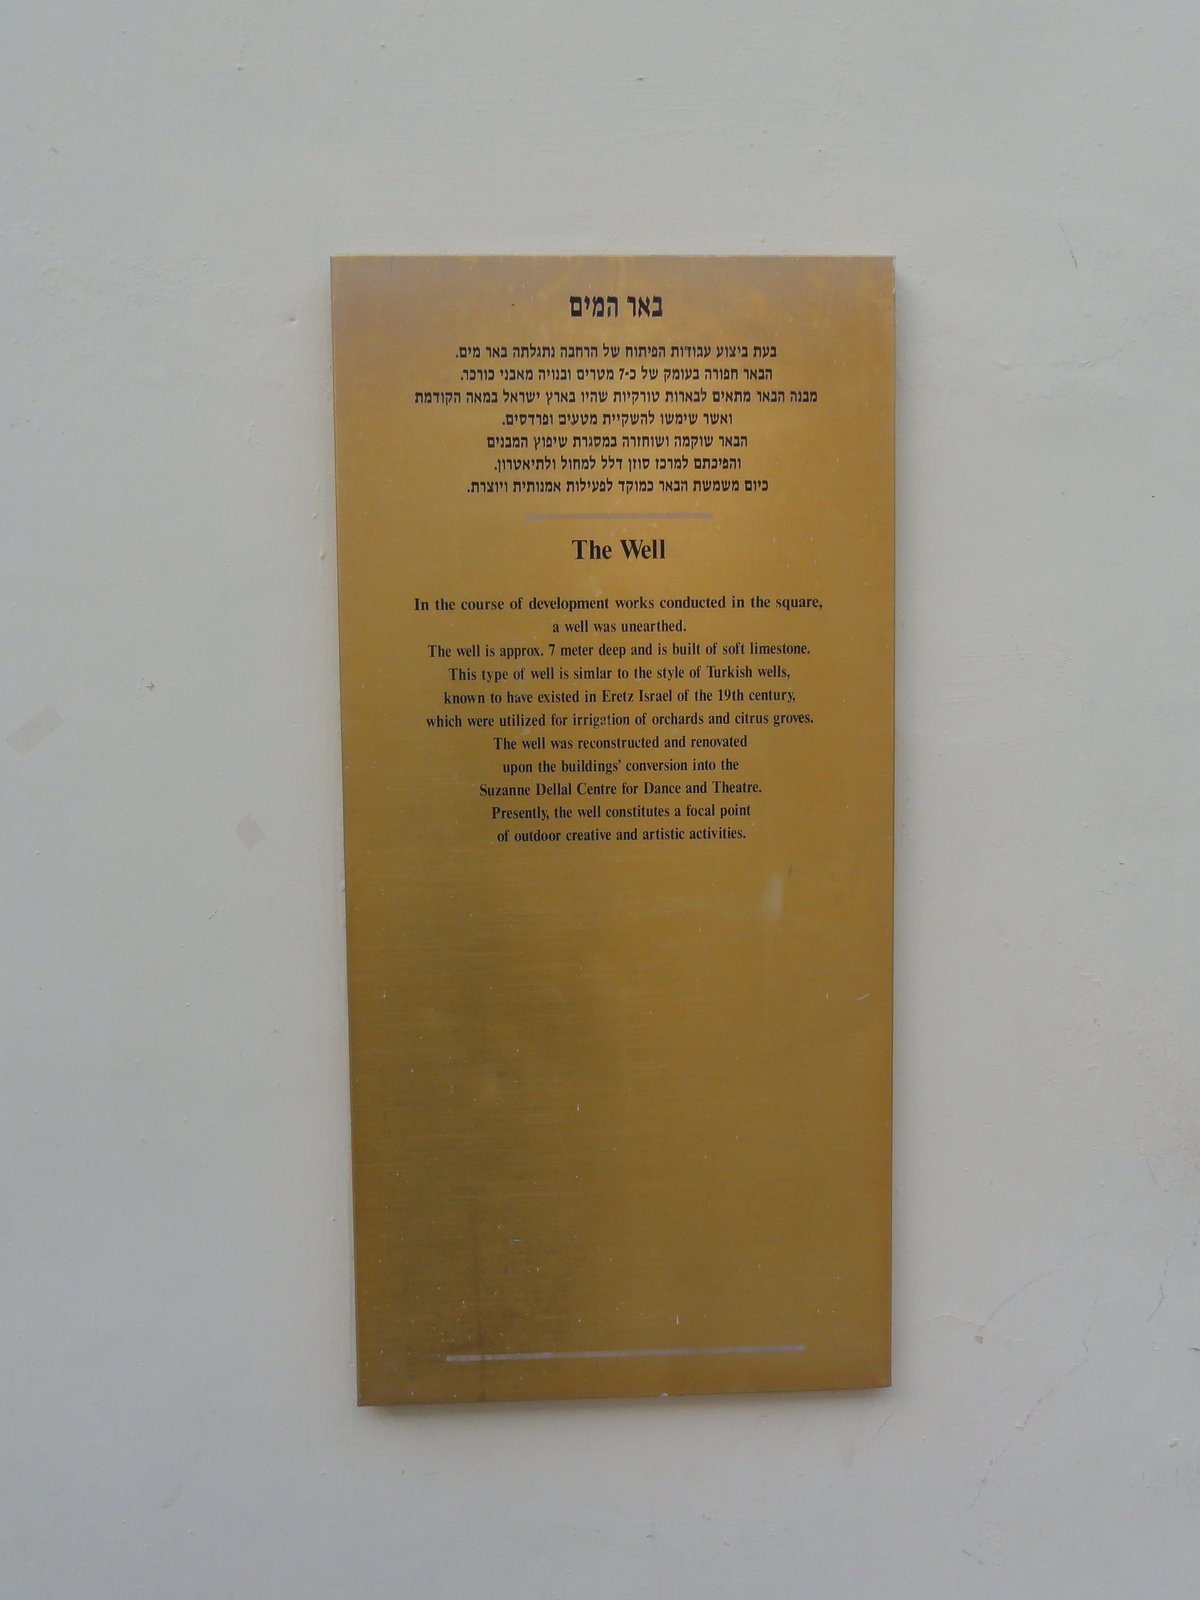 באר המים
בעת ביצוע עבודות הפיתוח של הרחבה נתגלתה באר מים.
הבאר חפורה בעומק של כ-7 מטרים ובנויה מאבני כורכר.
מבנה הבאר מתאים לבארות טורקיות שהיו בארץ ישראל במאה הקודמת
ואשר שימשו להשקיית מטעים ופרדסים.
הבאר שוקמה ושוחזרה במסגרת שיפוץ המבנים
והפיכתם למרכז סוזן דלל למחול ולתיאטרון.
כיום משמשת הבאר כמוקד לפעילות אמנותית ויוצרת.
The Well
In the course of development works conducted in the square,
a well was unearthed.
The well is approx. 7 meter deep and is built of soft limestone.
This type of well is simlar to the style of Turkish wells,
known to have existed in Eretz Israel of the 19th century,
which were utilized for irrigation of orchards and citrus groves.
The well was reconstructed and renovated
upon the buildings' conversion into the
Suzanne Dellal Centre for Dance and Theatre.
Presently, the well constitutes a focal point
of outdoor creative and artistic activities.